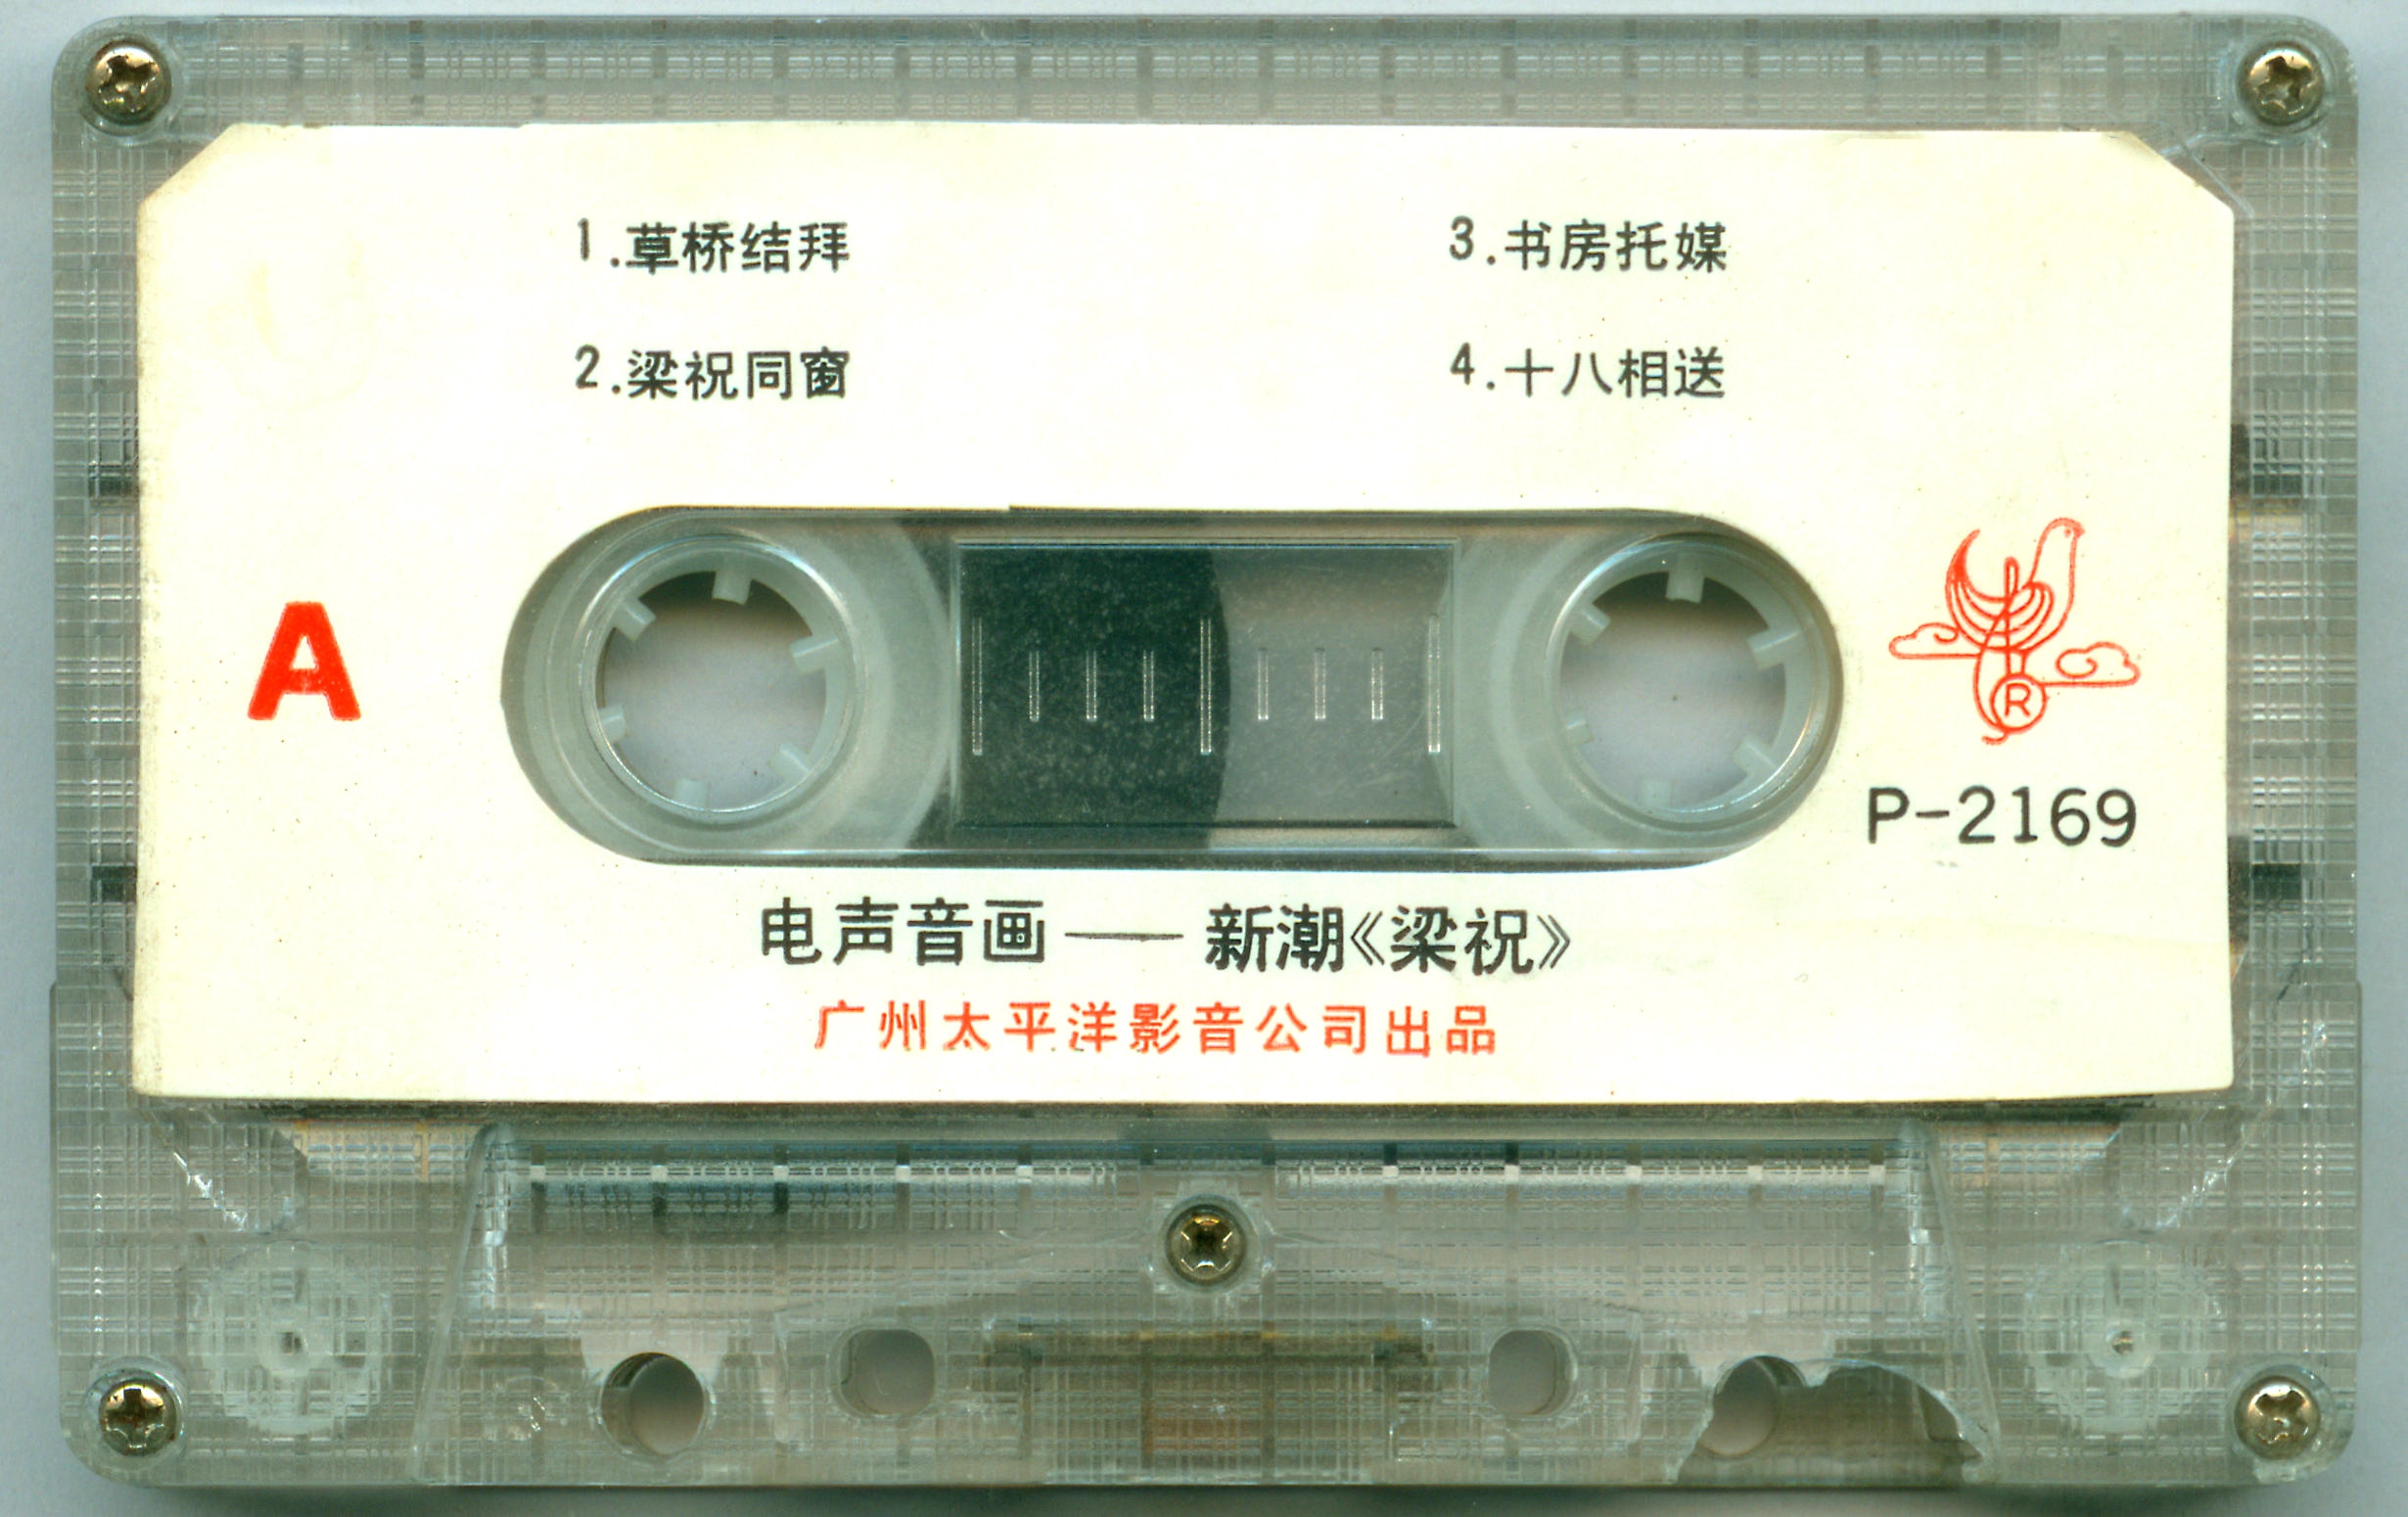 1.草桥结拜
3.书房托媒
2.梁祝同窗
4.十八相送
A
R
P-2169
电声音画——新潮《梁祝》
广州太平洋影音公司出品